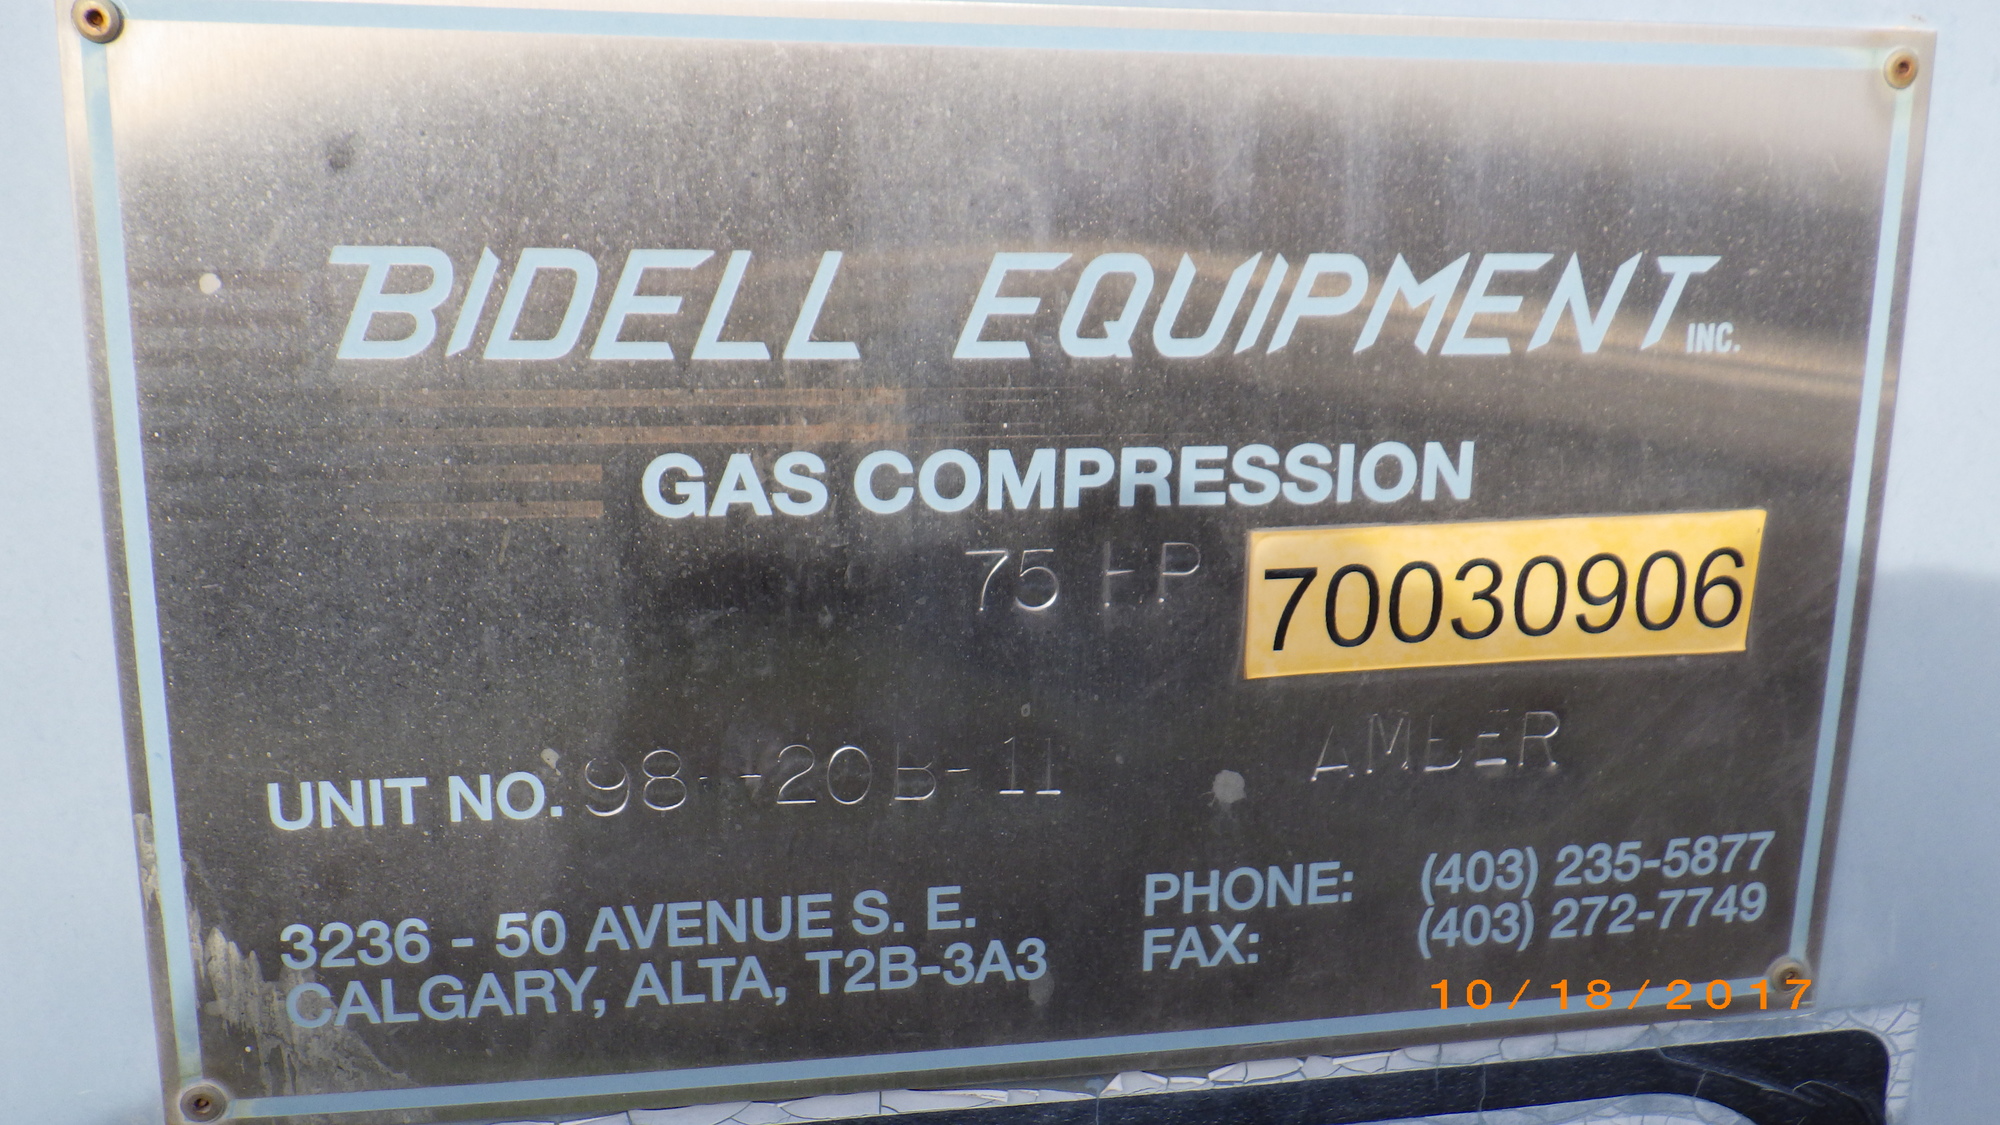 BIDELL EQUIPMENT INC.
GAS COMPRESSION
75 HP
70030906
UNIT NO. 98--20B-11 AMBER
3236 - 50 AVENUE S. E.
CALGARY, ALTA, T2B-3A3
PHONE: (403) 235-5877
FAX: (403) 272-7749
10/18/2017